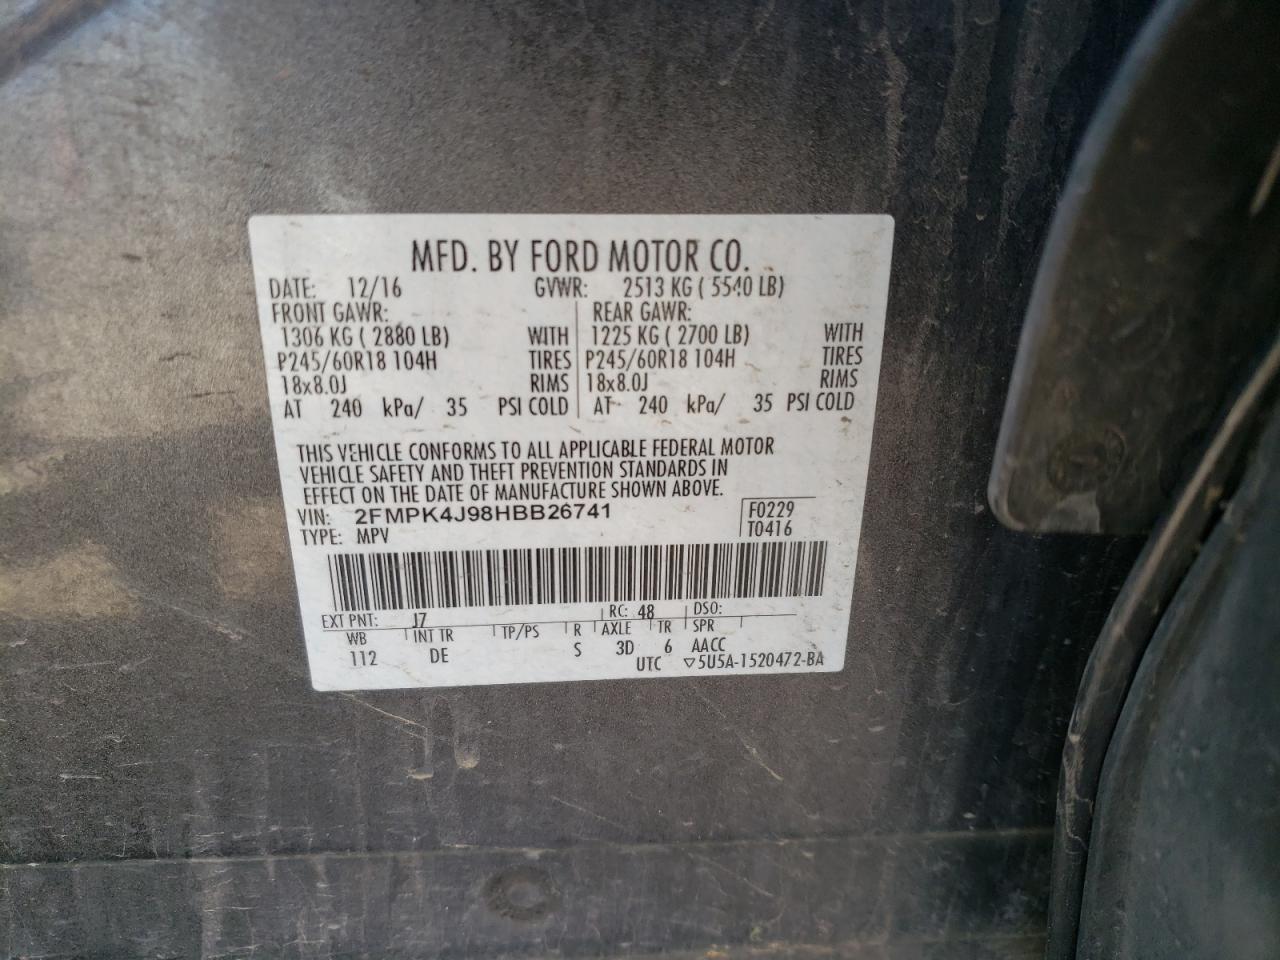 MFD. BY FORD MOTOR CO.
DATE: 12/16 GVWR: 2513 KG ( 5540 LB)
FRONT GAWR: REAR GAWR:
1306 KG ( 2880 LB) WITH 1225 KG ( 2700 LB) WITH
P245/60R18 104H TIRES P245/60R18 104H TIRES
18x8.0J RIMS 18x8.0J RIMS
AT 240 kPa/ 35 PSI COLD AT 240 kPa/ 35 PSI COLD
THIS VEHICLE CONFORMS TO ALL APPLICABLE FEDERAL MOTOR
VEHICLE SAFETY AND THEFT PREVENTION STANDARDS IN
EFFECT ON THE DATE OF MANUFACTURE SHOWN ABOVE.
VIN: 2FMPK4J98HBB26741 F0229
TYPE: MPV T0416
EXT PNT: J7 RC: 48 DSO:
WB INT TR TP/PS R AXLE TR SPR
112 DE S 3D 6 AACC
UTC ▽5U5A-1520472-BA